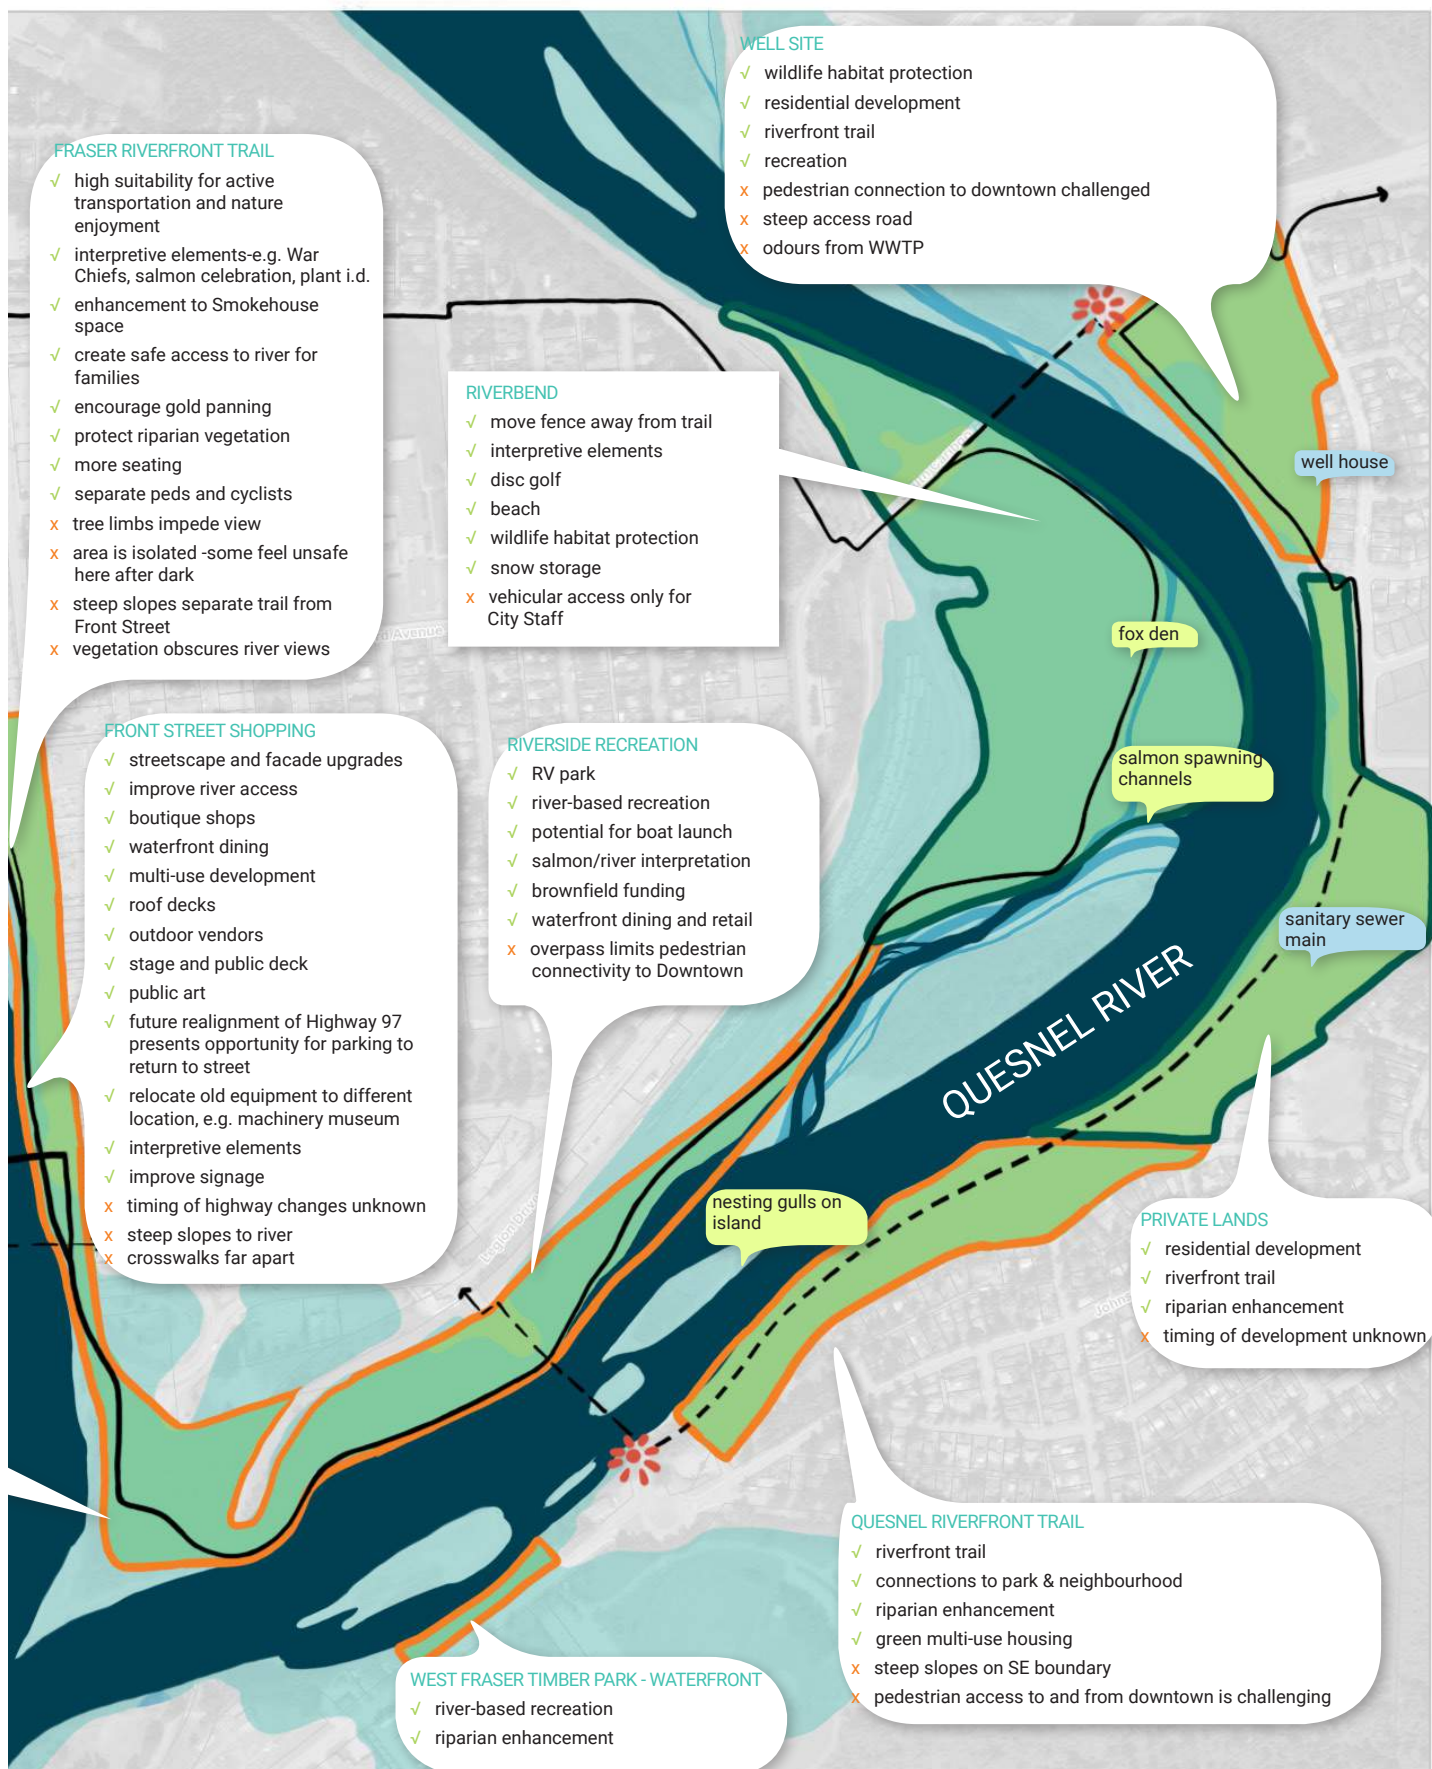 WELL SITE
√ wildlife habitat protection
√ residential development
√ riverfront trail
√ recreation
x pedestrian connection to downtown challenged
x steep access road
x odours from WWTP
FRASER RIVERFRONT TRAIL
√ high suitability for active
transportation and nature
enjoyment
√ interpretive elements-e.g. War
Chiefs, salmon celebration, plant i.d.
√ enhancement to Smokehouse
space
√ create safe access to river for
families
√ encourage gold panning
√ protect riparian vegetation
√ more seating
√ separate peds and cyclists
x tree limbs impede view
x area is isolated -some feel unsafe
here after dark
x steep slopes separate trail from
Front Street
x vegetation obscures river views
RIVERBEND
√ move fence away from trail
√ interpretive elements
√ disc golf
√ beach
√ wildlife habitat protection
√ snow storage
x vehicular access only for
City Staff
well house
fox den
salmon spawning
channels
sanitary sewer
main
FRONT STREET SHOPPING
√ streetscape and facade upgrades
√ improve river access
√ boutique shops
√ waterfront dining
√ multi-use development
√ roof decks
√ outdoor vendors
√ stage and public deck
√ public art
√ future realignment of Highway 97
presents opportunity for parking to
return to street
√ relocate old equipment to different
location, e.g. machinery museum
√ interpretive elements
√ improve signage
x timing of highway changes unknown
x steep slopes to river
x crosswalks far apart
RIVERSIDE RECREATION
√ RV park
√ river-based recreation
√ potential for boat launch
√ salmon/river interpretation
√ brownfield funding
√ waterfront dining and retail
x overpass limits pedestrian
connectivity to Downtown
QUESNEL RIVER
nesting gulls on
island
Legion Drive
Avenue
PRIVATE LANDS
√ residential development
√ riverfront trail
√ riparian enhancement
x timing of development unknown
QUESNEL RIVERFRONT TRAIL
√ riverfront trail
√ connections to park & neighbourhood
√ riparian enhancement
√ green multi-use housing
x steep slopes on SE boundary
x pedestrian access to and from downtown is challenging
WEST FRASER TIMBER PARK - WATERFRONT
√ river-based recreation
√ riparian enhancement